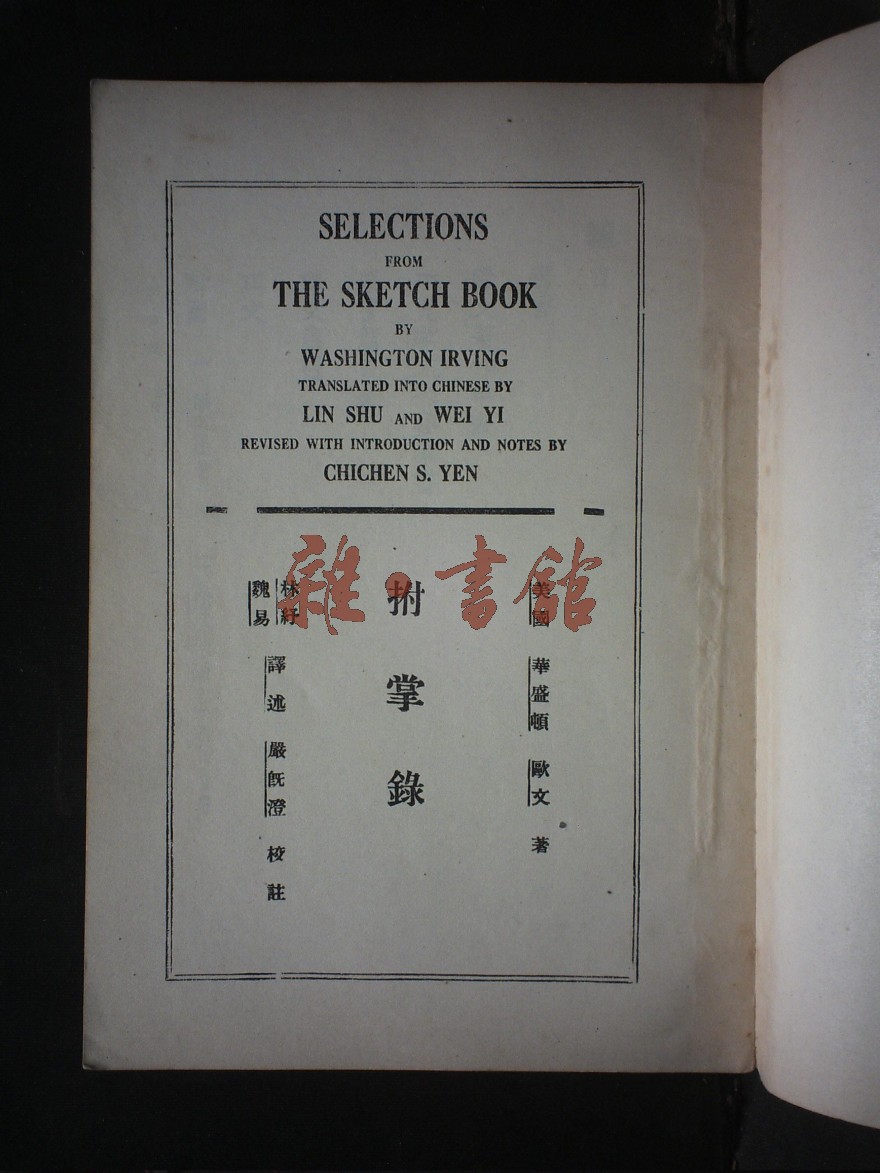 SELECTIONS
FROM
THE SKETCH BOOK
BY
WASHINGTON IRVING
TRANSLATED INTO CHINESE BY
LIN SHU AND WEI YI
REVISED WITH INTRODUCTION AND NOTES BY
CHICHEN S. YEN
美國 華盛頓 歐文 著
拊掌錄
林紓
魏易
譯述 嚴旣澄 校註
雜·書館